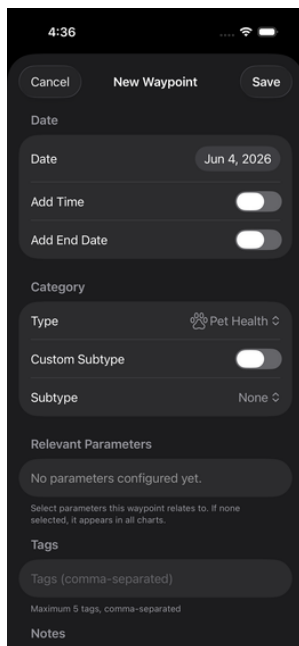 4:36
Cancel New Waypoint Save
Date
Date Jun 4, 2026
Add Time
Add End Date
Category
Type Pet Health
Custom Subtype
Subtype None
Relevant Parameters
No parameters configured yet.
Select parameters this waypoint relates to. If none
selected, it appears in all charts.
Tags
Tags (comma-separated)
Maximum 5 tags, comma-separated
Notes